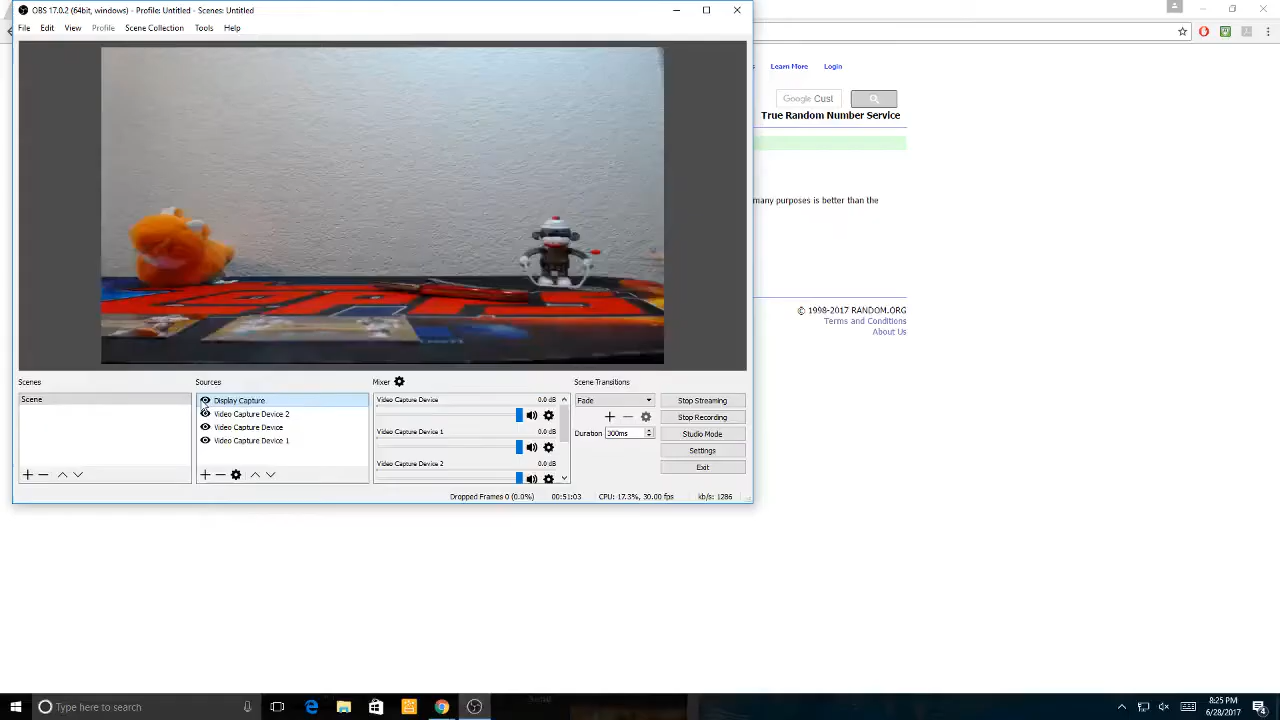 OBS 17.0.2 (64bit, windows) - Profile: Untitled - Scenes: Untitled
File Edit View Profile Scene Collection Tools Help
Learn More Login
Google Cust
True Random Number Service
many purposes is better than the
© 1998-2017 RANDOM.ORG
Terms and Conditions
About Us
Scenes
Scene
Sources
Display Capture
Video Capture Device 2
Video Capture Device
Video Capture Device 1
Mixer
Video Capture Device 0.0 dB
Video Capture Device 1 0.0 dB
Video Capture Device 2 0.0 dB
Scene Transitions
Fade
Duration 300ms
Stop Streaming
Stop Recording
Studio Mode
Settings
Exit
Dropped Frames 0 (0.0%) 00:51:03 CPU: 17.3%, 30.00 fps kb/s: 1286
Type here to search
8:25 PM
6/28/2017